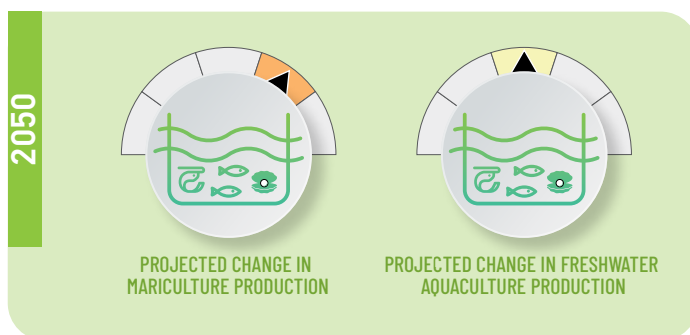 2050
PROJECTED CHANGE IN
MARICULTURE PRODUCTION
PROJECTED CHANGE IN FRESHWATER
AQUACULTURE PRODUCTION